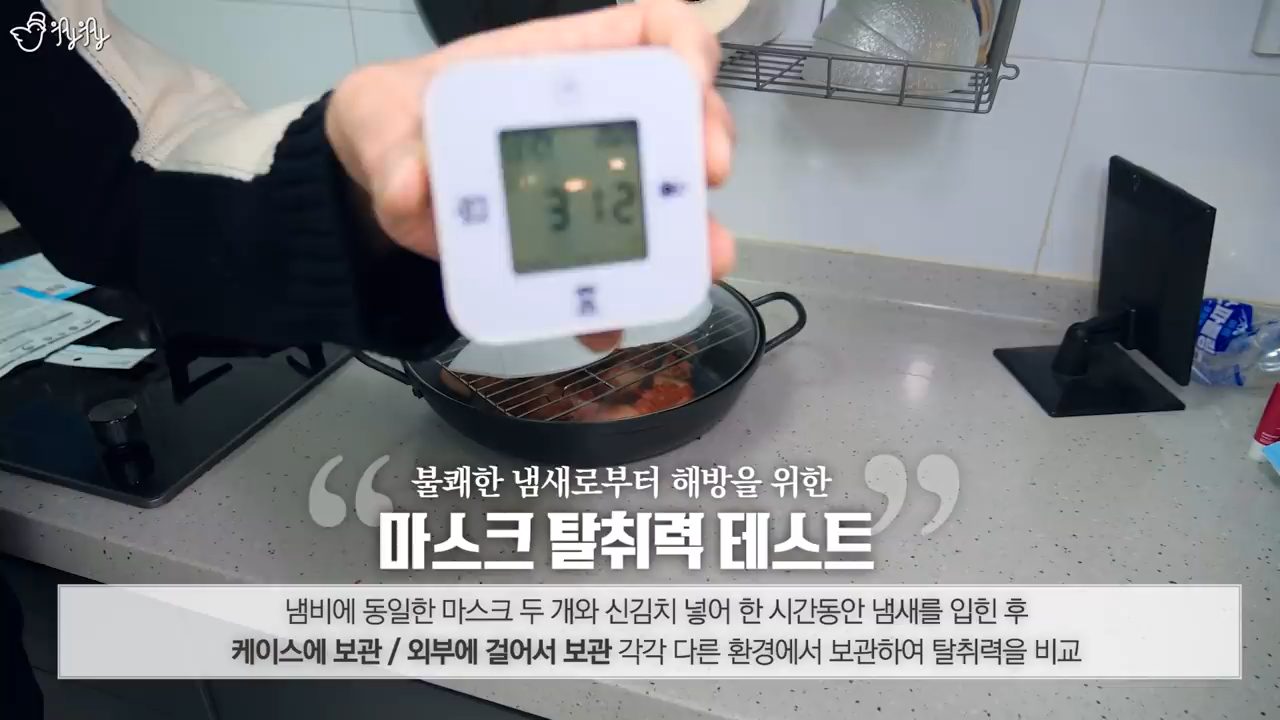 312
불쾌한 냄새로부터 해방을 위한
마스크 탈취력 테스트
냄비에 동일한 마스크 두 개와 신김치 넣어 한 시간동안 냄새를 입힌 후
케이스에 보관 / 외부에 걸어서 보관 각각 다른 환경에서 보관하여 탈취력을 비교